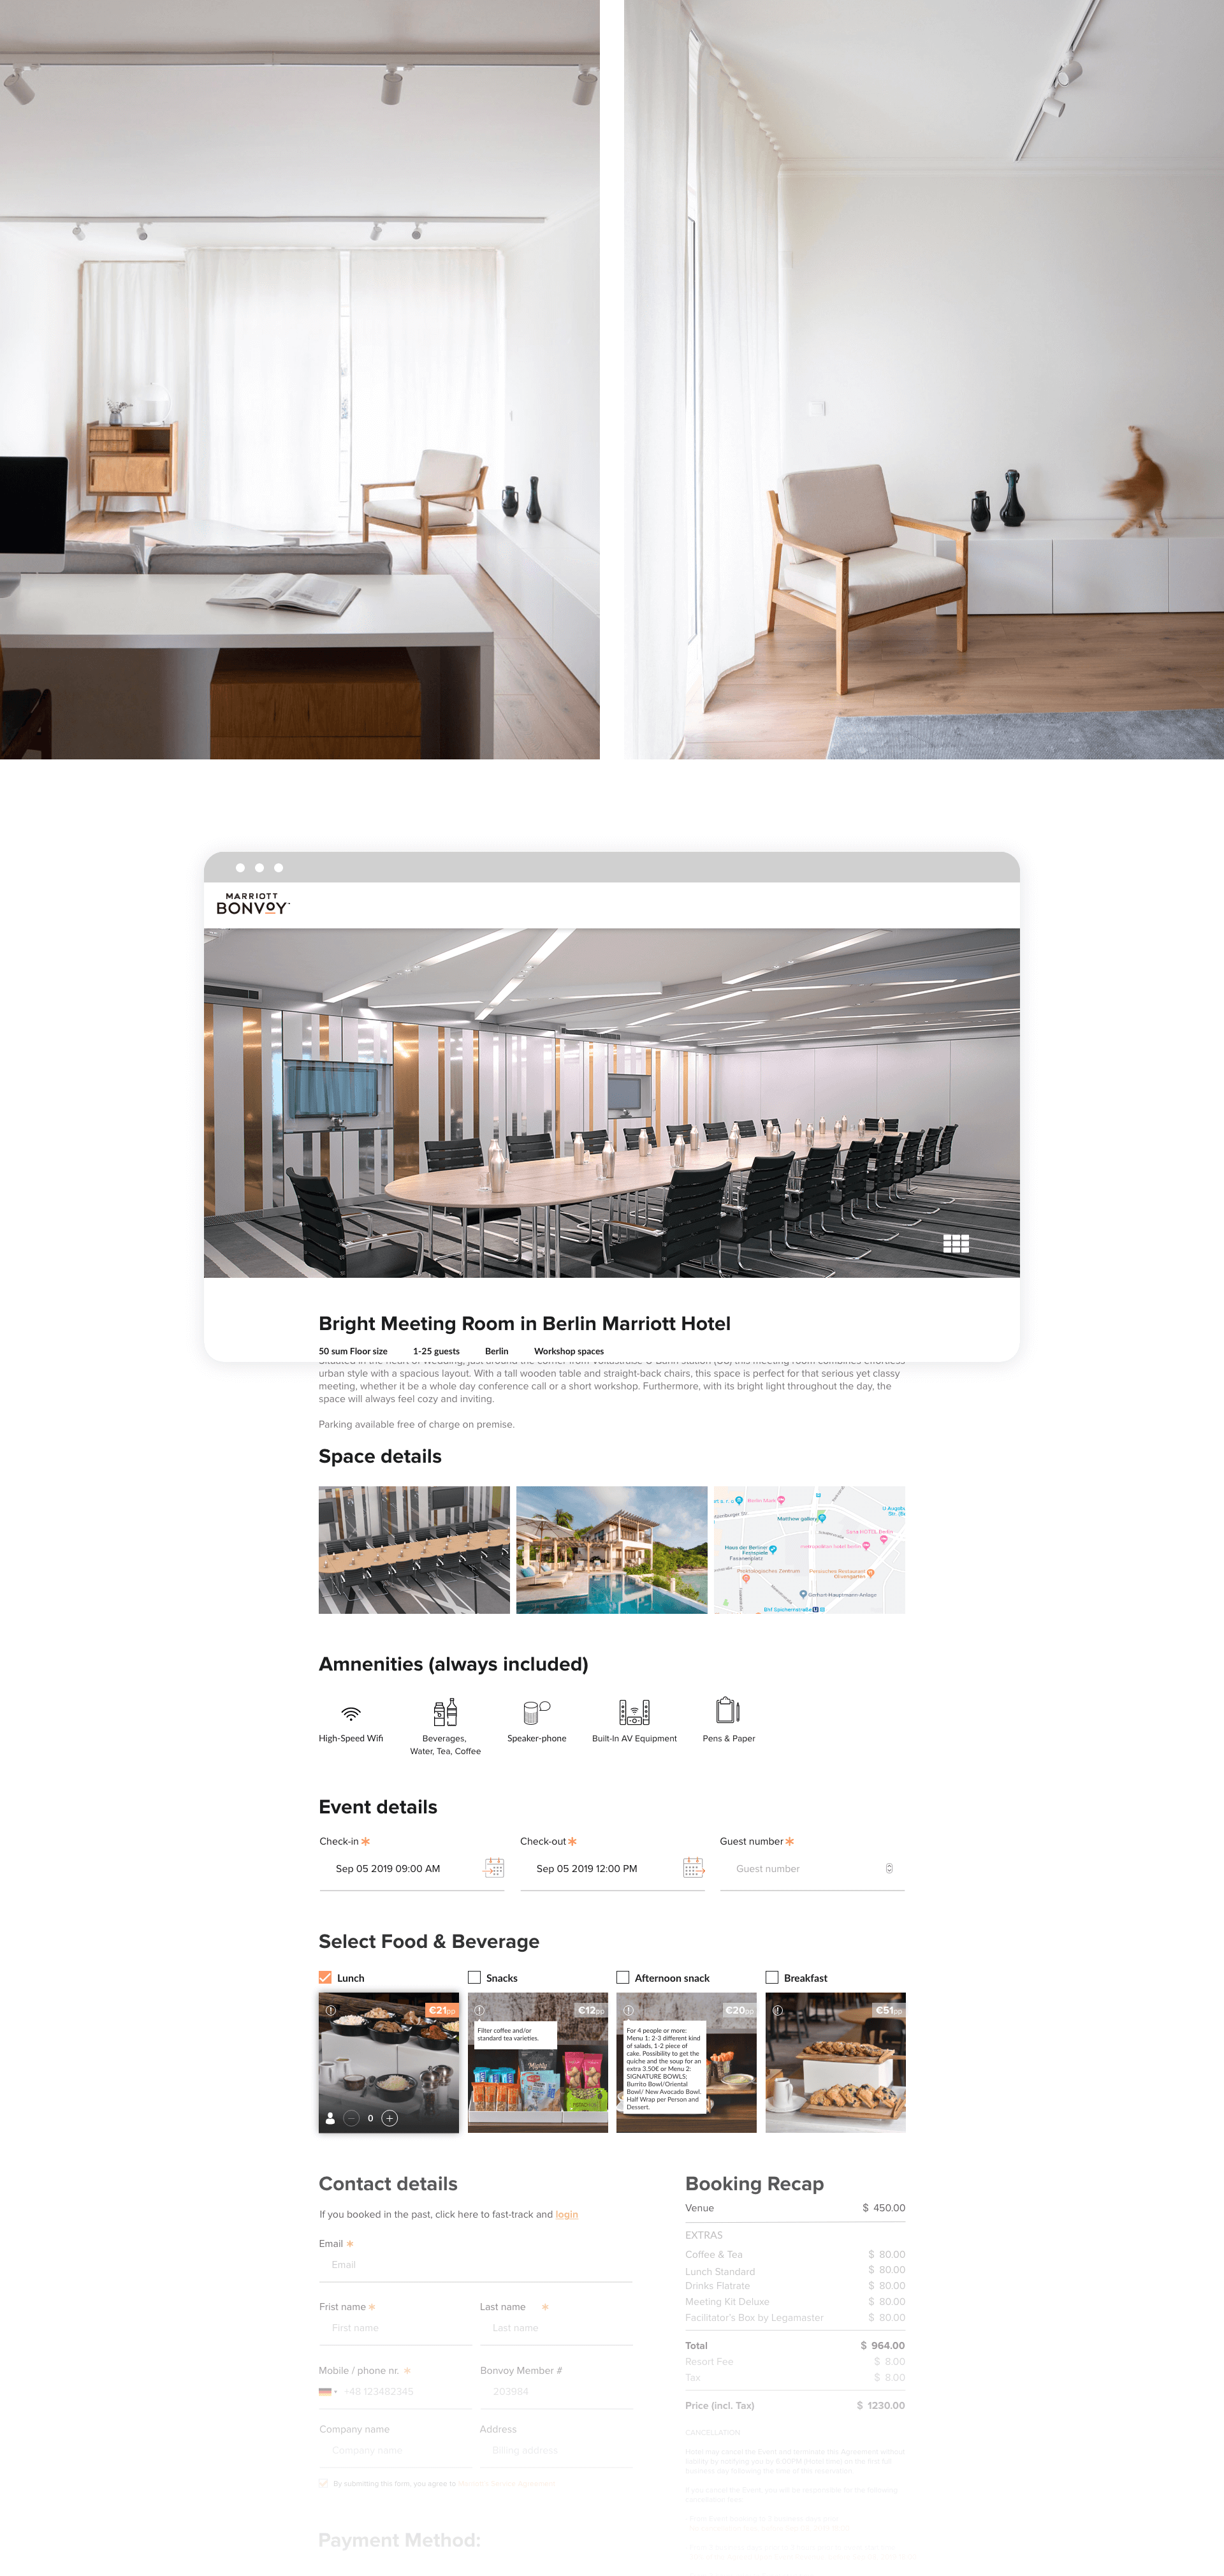 MARRIOTT
BONVOY
Bright Meeting Room in Berlin Marriott Hotel
50 sum Floor size 1-25 guests Berlin Workshop spaces
urban style with a spacious layout. With a tall wooden table and straight-back chairs, this space is perfect for that serious yet classy
meeting, whether it be a whole day conference call or a short workshop. Furthermore, with its bright light throughout the day, the
space will always feel cozy and inviting.
Parking available free of charge on premise.
Space details
Matthew gallery
Haus der Berliner
Festspiele
Fasanenplatz
Gerhart-Hauptmann-Anlage
Bhf Spichernstraße
Amnenities (always included)
High-Speed Wifi
Beverages,
Water, Tea, Coffee
Speaker-phone
Built-In AV Equipment
Pens & Paper
Event details
Check-in * Check-out * Guest number *
Sep 05 2019 09:00 AM Sep 05 2019 12:00 PM Guest number
Select Food & Beverage
Lunch Snacks Afternoon snack Breakfast
€21pp
0
€12pp
Filter coffee and/or
standard tea varieties.
€20pp
For 4 people or more:
Menu 1: 2-3 different kind
of salads, 1-2 piece of
cake. Possibility to get the
quiche and the soup for an
extra 3.50€ or Menu 2:
SIGNATURE BOWLS;
Burrito Bowl/Oriental
Bowl/ New Avocado Bowl.
Half Wrap per Person and
Dessert.
€51pp
Contact details
If you booked in the past, click here to fast-track and login
Email *
Email
Frist name * Last name *
First name Last name
Mobile / phone nr. * Bonvoy Member #
+48 123482345 203984
Company name Address
Company name Billing address
By submitting this form, you agree to
Payment Method:
Booking Recap
Venue $ 450.00
EXTRAS
Coffee & Tea $ 80.00
Lunch Standard $ 80.00
Drinks Flatrate $ 80.00
Meeting Kit Deluxe $ 80.00
Facilitator's Box by Legamaster $ 80.00
Total $ 964.00
Resort Fee $ 8.00
Tax $ 8.00
Price (incl. Tax) $ 1230.00
CANCELLATION